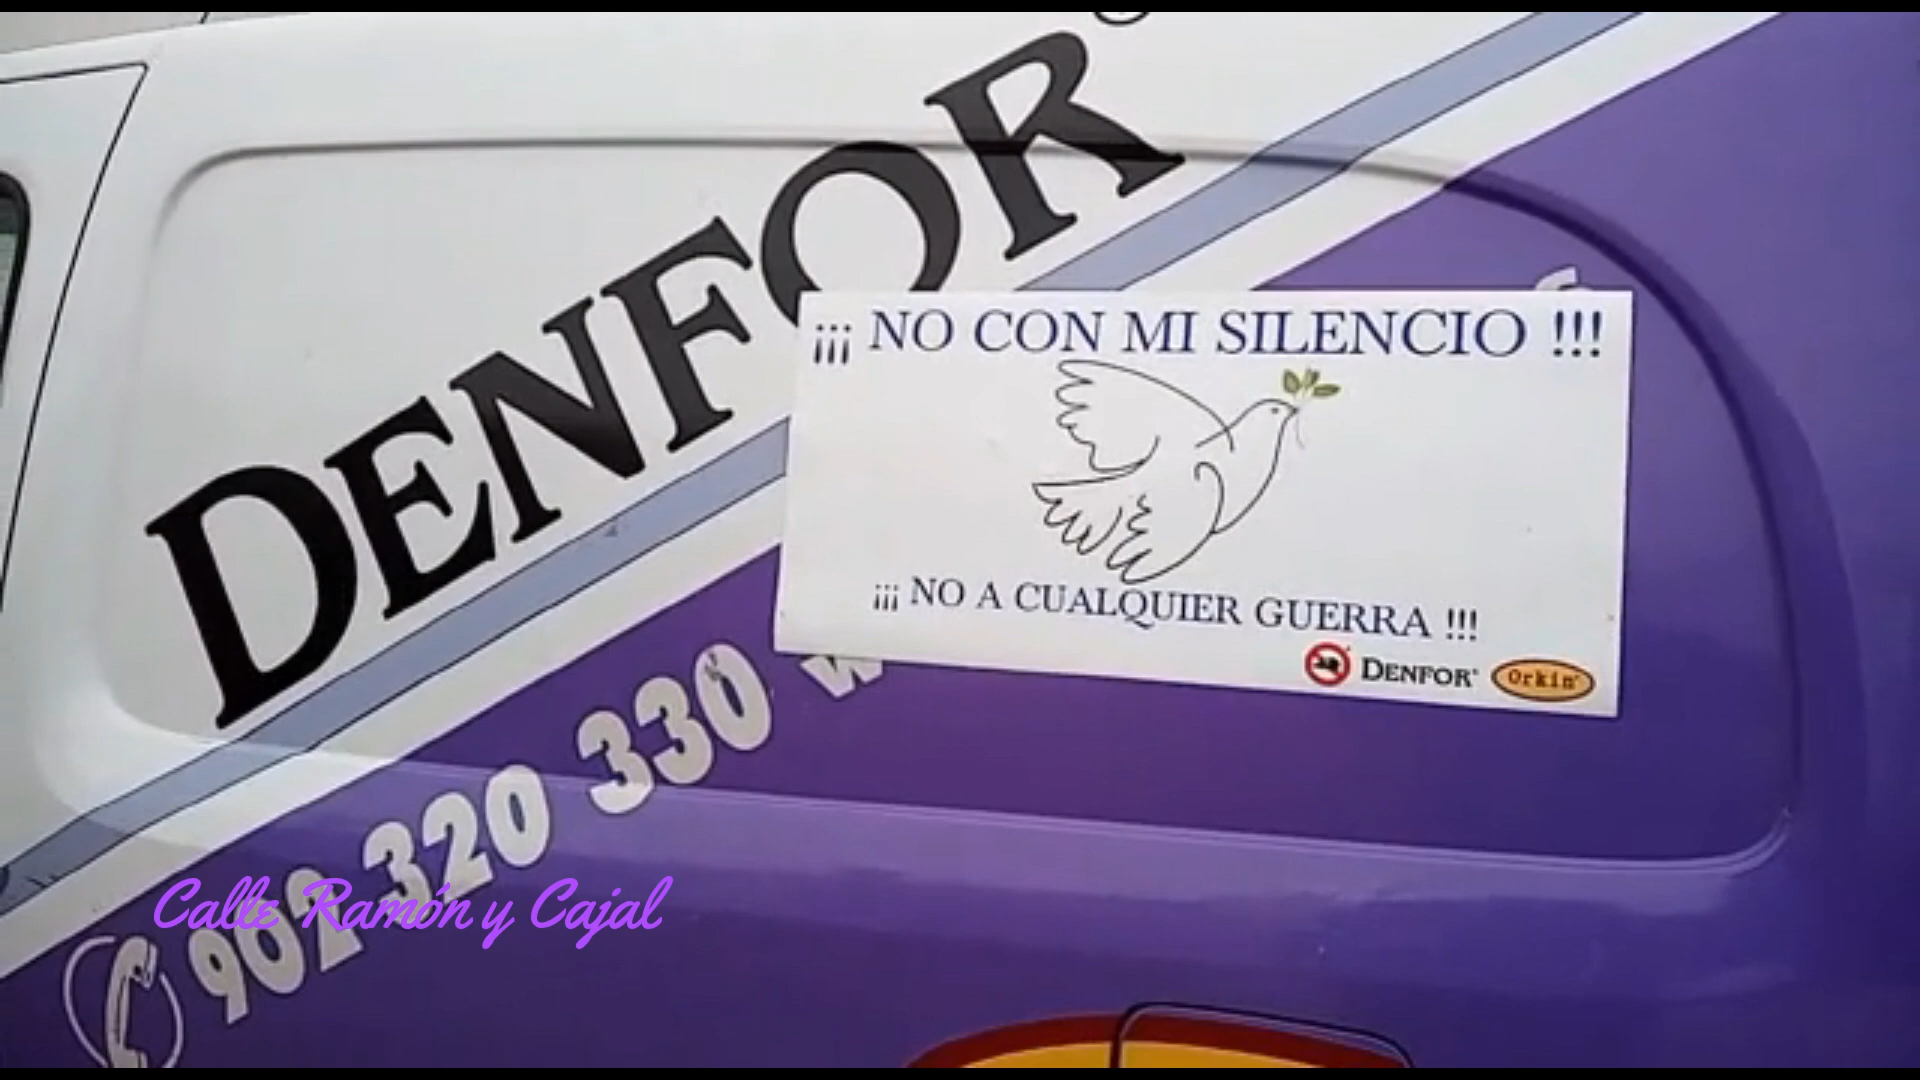 DENFOR
¡¡¡ NO CON MI SILENCIO !!!
¡¡¡ NO A CUALQUIER GUERRA !!!
DENFOR® Orkin®
902 320 330 w
Calle Ramón y Cajal